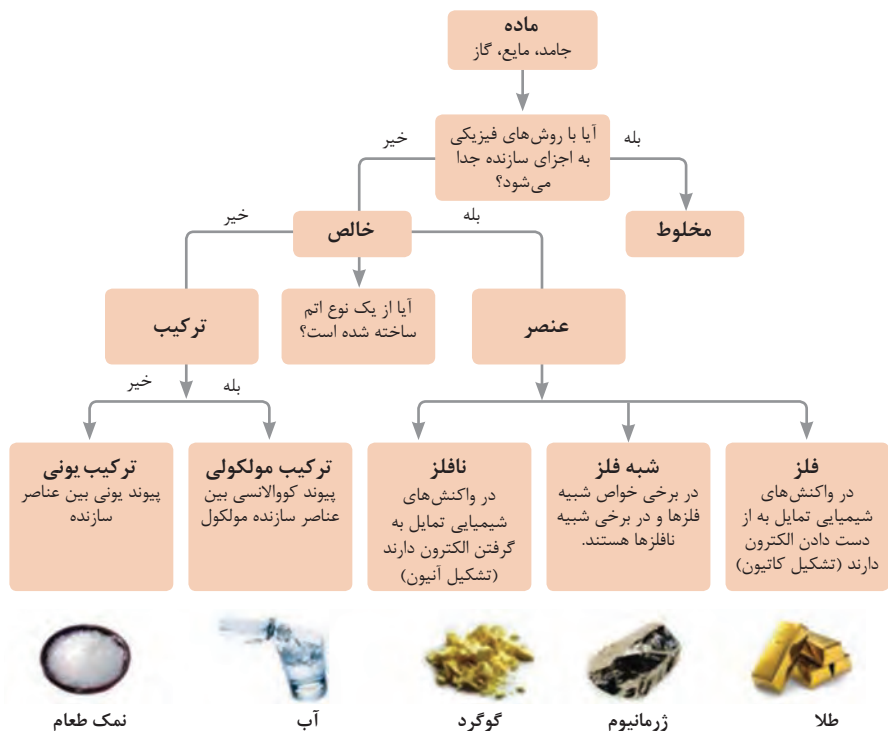 ماده
جامد، مایع، گاز
آیا با روش‌های فیزیکی
به اجزای سازنده جدا
می‌شود؟
بله
خیر
مخلوط
خالص
بله
خیر
آیا از یک نوع اتم
ساخته شده است؟
عنصر
ترکیب
بله
خیر
فلز
در واکنش‌های
شیمیایی تمایل به از
دست دادن الکترون
دارند (تشکیل کاتیون)
شبه فلز
در برخی خواص شبیه
فلزها و در برخی شبیه
نافلزها هستند.
نافلز
در واکنش‌های
شیمیایی تمایل به
گرفتن الکترون دارند
(تشکیل آنیون)
ترکیب مولکولی
پیوند کووالانسی بین
عناصر سازنده مولکول
ترکیب یونی
پیوند یونی بین عناصر
سازنده
طلا
ژرمانیوم
گوگرد
آب
نمک طعام